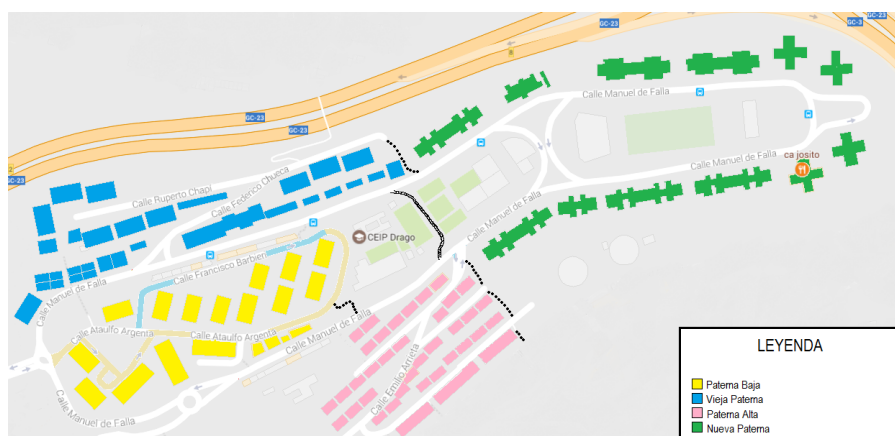 GC-23
GC-3
GC-23
GC-23
GC-23
GC-23
2
Calle Manuel de Falla
ca josito
Calle Manuel de Falla
Calle Ruperto Chapí
Calle Federico Chueca
Calle Manuel de Falla
CEIP Drago
Calle Francisco Barbieri
Calle Manuel de Falla
Calle Ataulfo Argenta
Calle Ataulfo Argenta
Calle Manuel de Falla
Calle Emilio Arrieta
Calle Manuel de Falla
LEYENDA
Paterna Baja
Vieja Paterna
Paterna Alta
Nueva Paterna